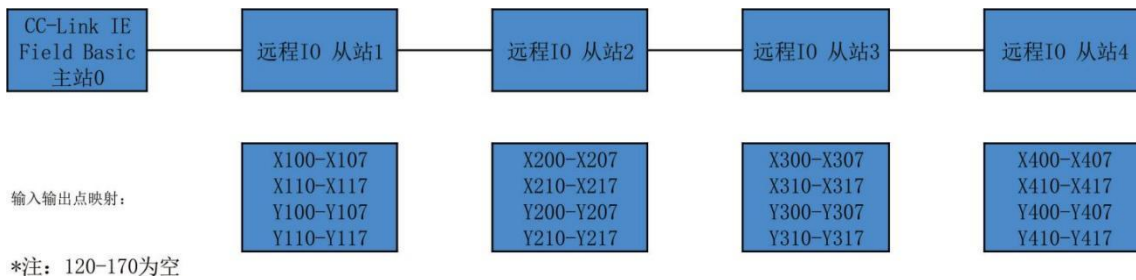 CC-Link IE
Field Basic
主站0
远程IO 从站1
远程IO 从站2
远程IO 从站3
远程IO 从站4
输入输出点映射：
X100-X107
X110-X117
Y100-Y107
Y110-Y117
X200-X207
X210-X217
Y200-Y207
Y210-Y217
X300-X307
X310-X317
Y300-Y307
Y310-Y317
X400-X407
X410-X417
Y400-Y407
Y410-Y417
*注：120-170为空